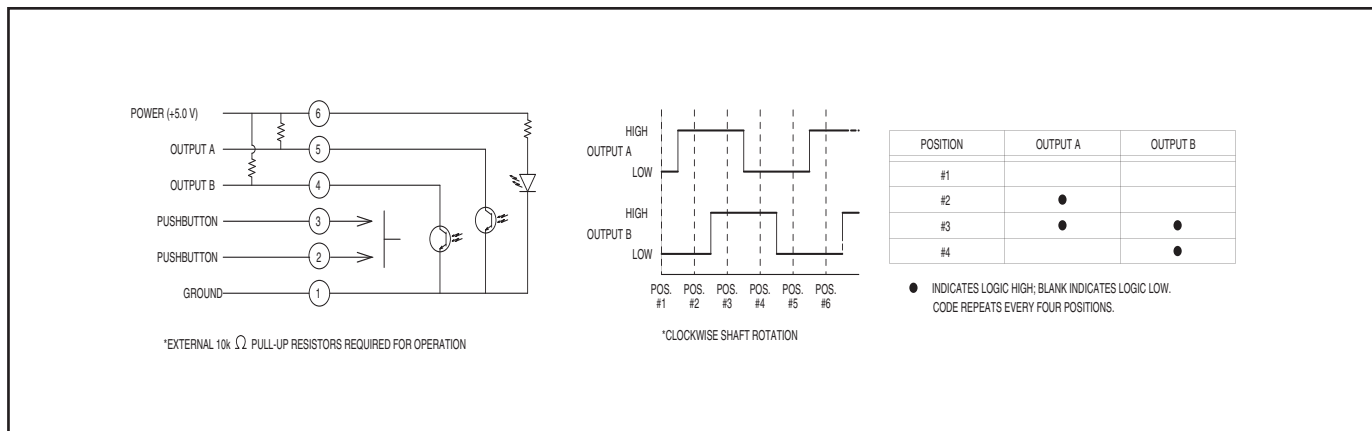 POWER (+5.0 V)
6
OUTPUT A
5
OUTPUT B
4
PUSHBUTTON
3
PUSHBUTTON
2
GROUND
1
*EXTERNAL 10k Ω PULL-UP RESISTORS REQUIRED FOR OPERATION
HIGH
OUTPUT A
LOW
HIGH
OUTPUT B
LOW
POS. POS. POS. POS. POS. POS.
#1 #2 #3 #4 #5 #6
*CLOCKWISE SHAFT ROTATION
POSITION OUTPUT A OUTPUT B
#1
#2 ●
#3 ● ●
#4 ●
● INDICATES LOGIC HIGH; BLANK INDICATES LOGIC LOW.
CODE REPEATS EVERY FOUR POSITIONS.